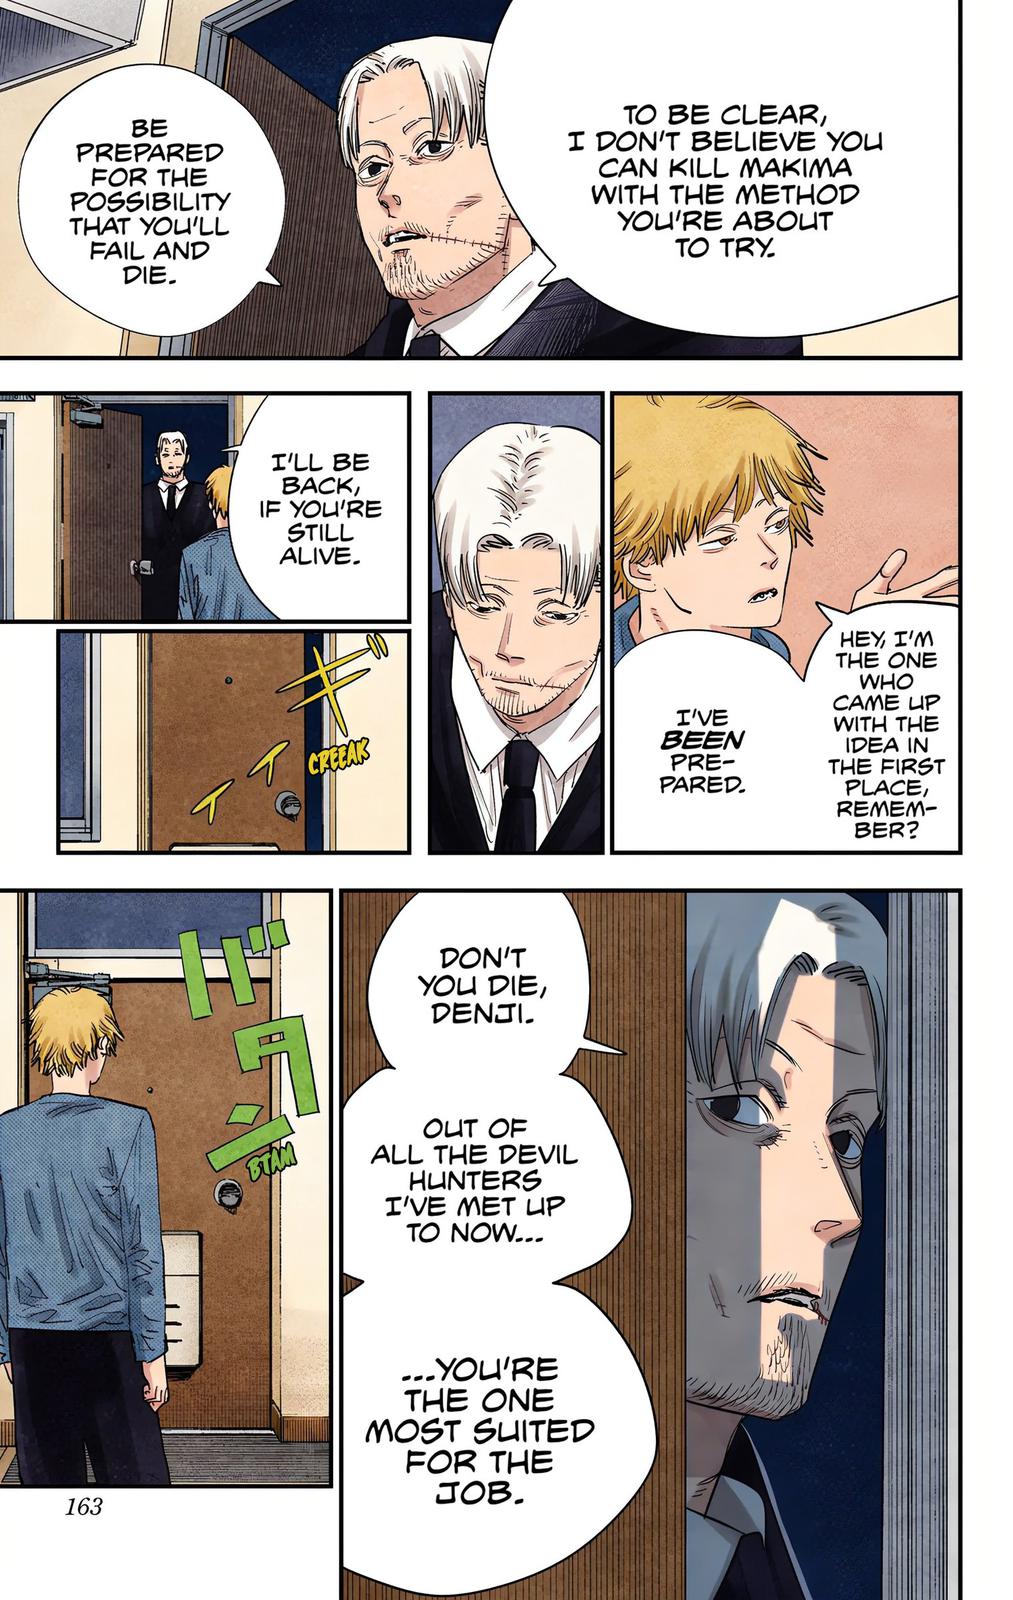 TO BE CLEAR,
I DON'T BELIEVE YOU
CAN KILL MAKIMA
WITH THE METHOD
YOU'RE ABOUT
TO TRY.
BE
PREPARED
FOR THE
POSSIBILITY
THAT YOU'LL
FAIL AND
DIE.
HEY, I'M
THE ONE
WHO
CAME UP
WITH THE
IDEA IN
THE FIRST
PLACE,
REMEM-
BER?
I'VE
BEEN
PRE-
PARED.
I'LL BE
BACK,
IF YOU'RE
STILL
ALIVE.
ギイイ
CREEAK
DON'T
YOU DIE,
DENJI.
OUT OF
ALL THE DEVIL
HUNTERS
I'VE MET UP
TO NOW...
...YOU'RE
THE ONE
MOST SUITED
FOR THE
JOB.
バタン
BTAM
163